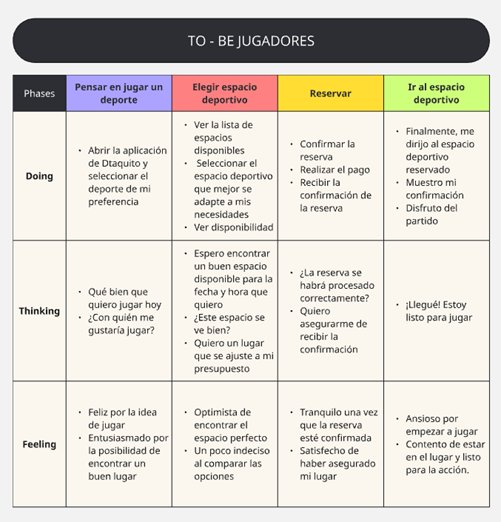 TO - BE JUGADORES
Phases
Pensar en jugar un
deporte
Elegir espacio
deportivo
Reservar
Ir al espacio
deportivo
Doing
• Abrir la aplicación
de Dtaquito y
seleccionar el
deporte de mi
preferencia
• Ver la lista de
espacios
disponibles
• Seleccionar el
espacio deportivo
que mejor se
adapte a mis
necesidades
• Ver disponibilidad
• Confirmar la
reserva
• Realizar el pago
• Recibir la
confirmación de
la reserva
• Finalmente, me
dirijo al espacio
deportivo
reservado
• Muestro mi
confirmación
• Disfruto del
partido
Thinking
• Qué bien que
quiero jugar hoy
• ¿Con quién me
gustaría jugar?
• Espero encontrar
un buen espacio
disponible para la
fecha y hora que
quiero
• ¿Este espacio se
ve bien?
• Quiero un lugar
que se ajuste a mi
presupuesto
• ¿La reserva se
habrá procesado
correctamente?
• Quiero
asegurarme de
recibir la
confirmación
• ¡Llegué! Estoy
listo para jugar
Feeling
• Feliz por la idea
de jugar
• Entusiasmado por
la posibilidad de
encontrar un
buen lugar
• Optimista de
encontrar el
espacio perfecto
• Un poco indeciso
al comparar las
opciones
• Tranquilo una vez
que la reserva
esté confirmada
• Satisfecho de
haber asegurado
mi lugar
• Ansioso por
empezar a jugar
• Contento de estar
en el lugar y listo
para la acción.